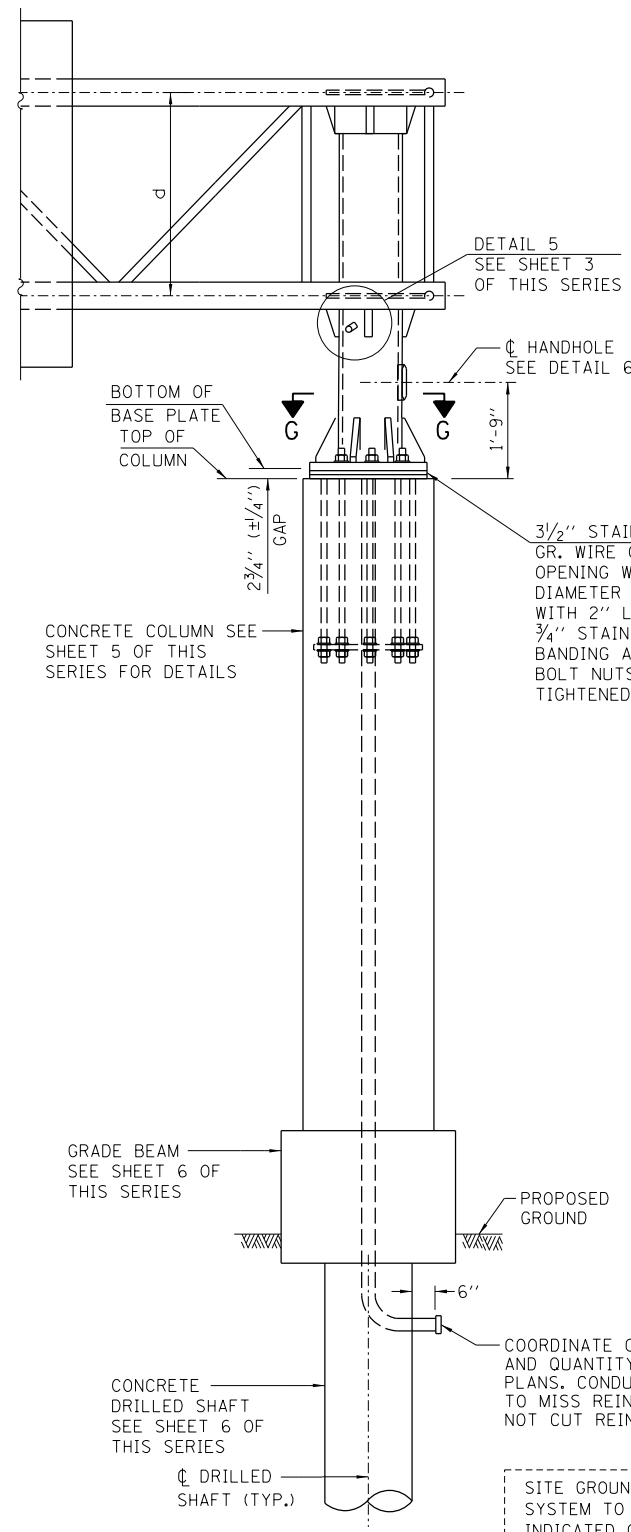 d
DETAIL 5
SEE SHEET 3
OF THIS SERIES
℄ HANDHOLE
SEE DETAIL 6
BOTTOM OF
BASE PLATE
TOP OF
COLUMN
G
G
1'-9"
2¾" (±¼")
GAP
3½" STAI
GR. WIRE
OPENING W
DIAMETER
WITH 2" L
¾" STAIN
BANDING A
BOLT NUTS
TIGHTENED
CONCRETE COLUMN SEE
SHEET 5 OF THIS
SERIES FOR DETAILS
GRADE BEAM
SEE SHEET 6 OF
THIS SERIES
PROPOSED
GROUND
6"
COORDINATE
AND QUANTITY
PLANS. CONDU
TO MISS REIN
NOT CUT REIN
CONCRETE
DRILLED SHAFT
SEE SHEET 6 OF
THIS SERIES
℄ DRILLED
SHAFT (TYP.)
SITE GROUN
SYSTEM TO
INDICATED